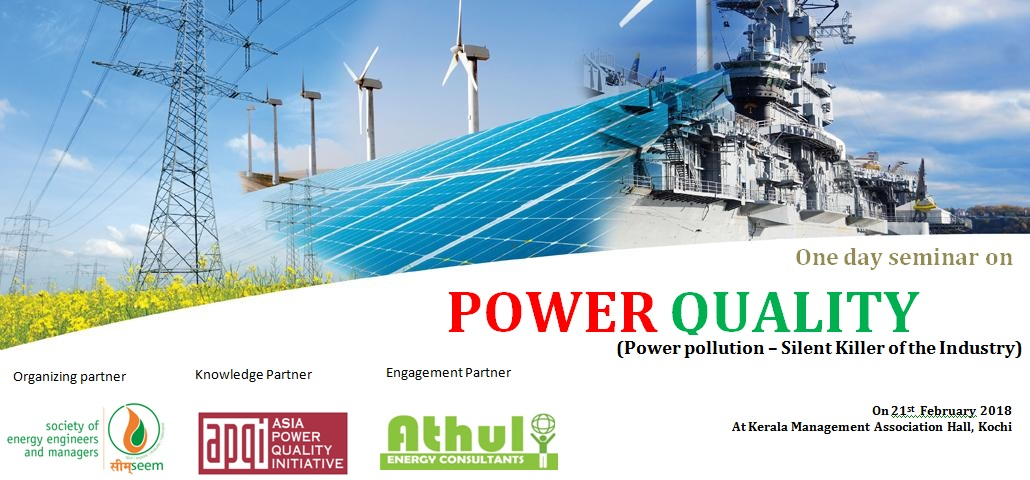 One day seminar on
POWER QUALITY
(Power pollution – Silent Killer of the Industry)
Organizing partner
Knowledge Partner
Engagement Partner
society of
energy engineers
and managers
सीम्seem
apqi
ASIA
POWER
QUALITY
INITIATIVE
Athul
ENERGY CONSULTANTS
On 21st February 2018
At Kerala Management Association Hall, Kochi